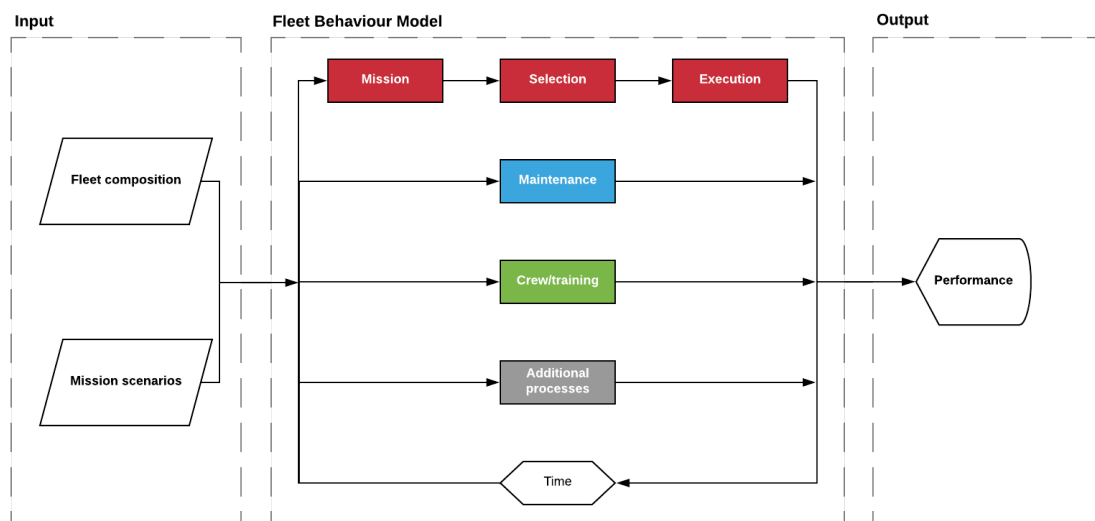 Input
Fleet Behaviour Model
Output
Mission
Selection
Execution
Fleet composition
Maintenance
Crew/training
Performance
Mission scenarios
Additional
processes
Time